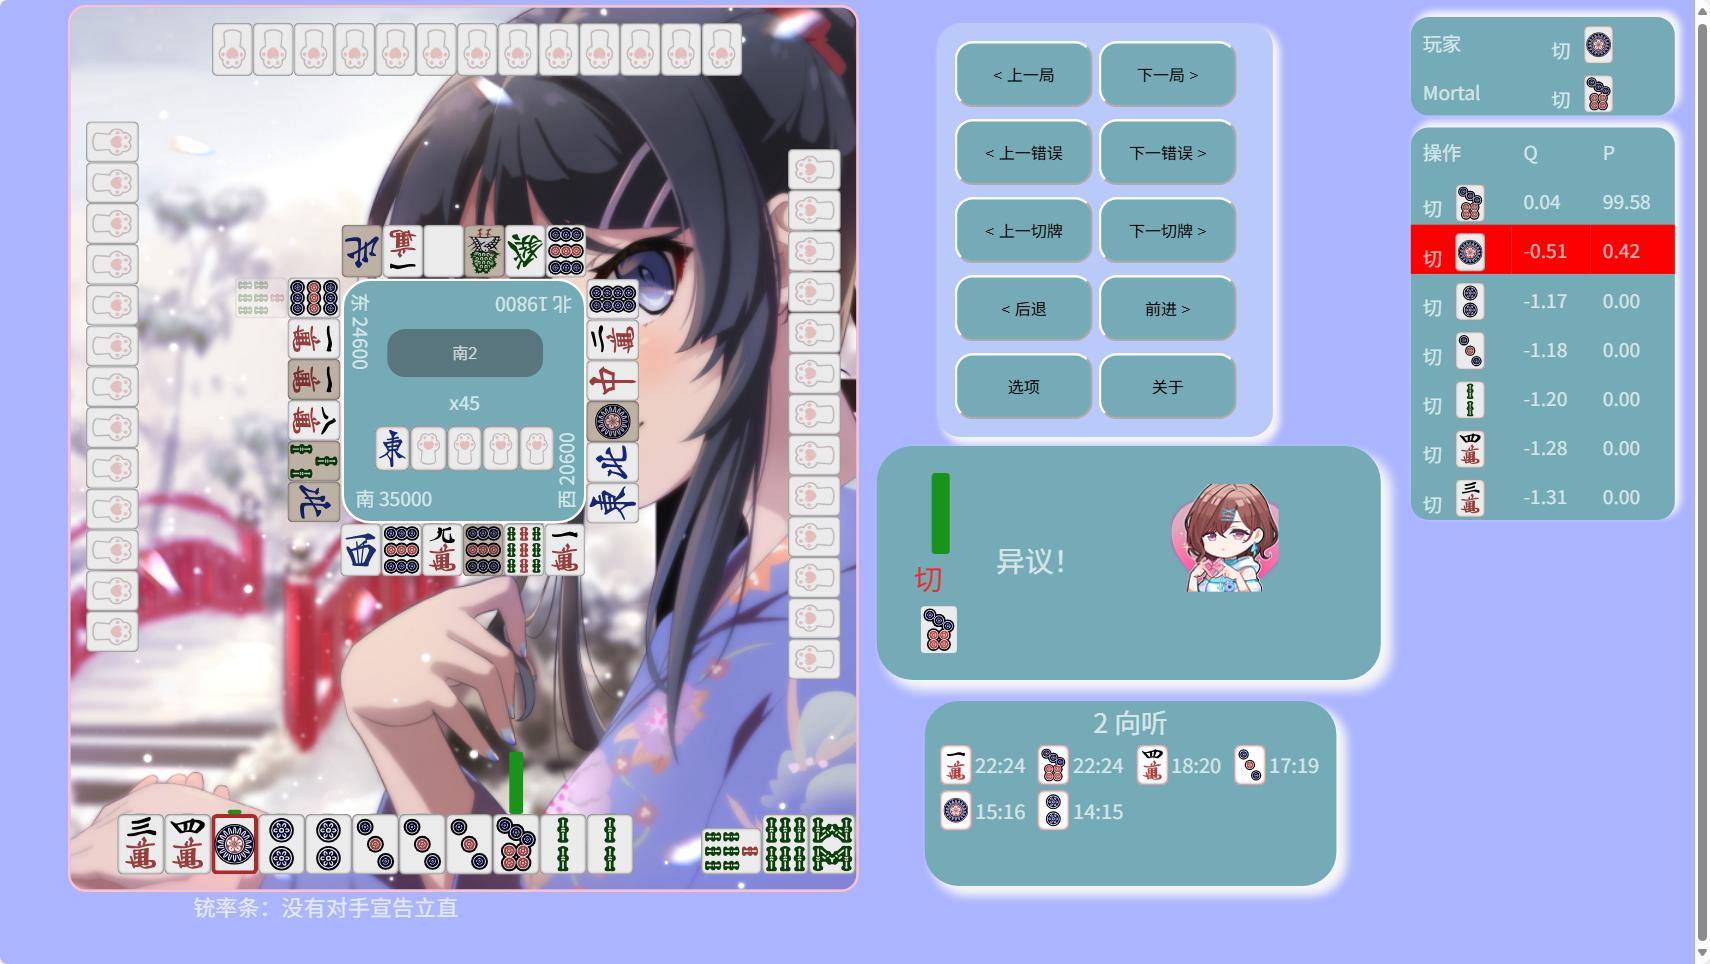 东 24600
北 19800
南2
x45
南 35000
西 20600
铳率条：没有对手宣告立直
< 上一局
下一局 >
< 上一错误
下一错误 >
< 上一切牌
下一切牌 >
< 后退
前进 >
选项
关于
切
异议！
2 向听
22:24
22:24
18:20
17:19
15:16
14:15
玩家 切
Mortal 切
操作 Q P
切 0.04 99.58
切 -0.51 0.42
切 -1.17 0.00
切 -1.18 0.00
切 -1.20 0.00
切 -1.28 0.00
切 -1.31 0.00